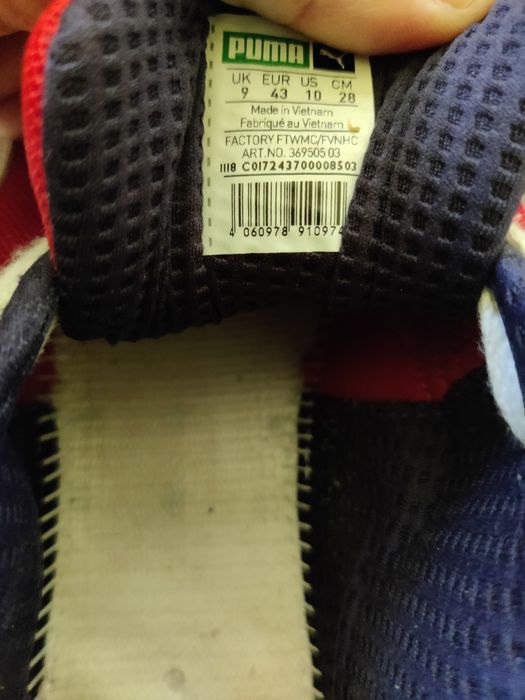 PUMA
UK EUR US CM
9 43 10 28
Made in Vietnam
Fabriqué au Vietnam
FACTORY FTWMC/FVNHC
ART.NO. 369505 03
1118 C017243700008503
4 060978 910974